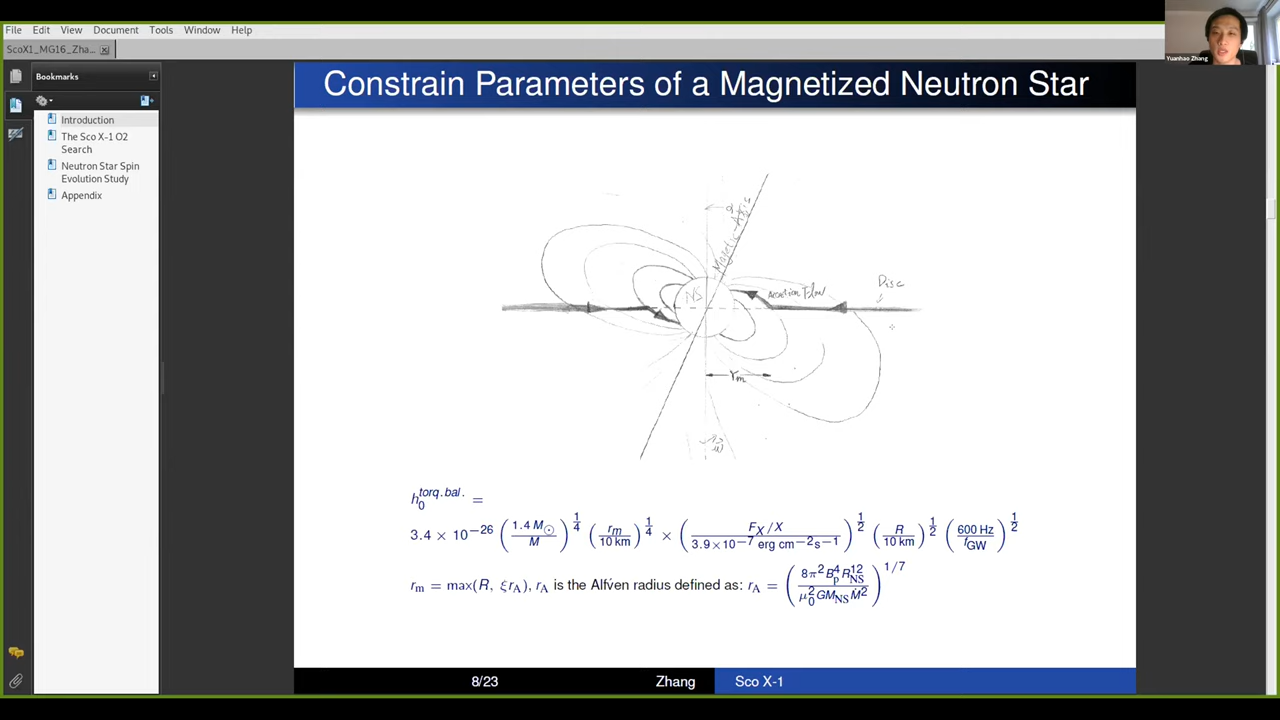 File Edit View Document Tools Window Help
Yuanhao Zhang
ScoX1_MG16_Zha...
Bookmarks
Introduction
The Sco X-1 O2
Search
Neutron Star Spin
Evolution Study
Appendix
Constrain Parameters of a Magnetized Neutron Star
Magnetic Axis
NS
Accretion Flow
Disc
r_m
h_0^{torq.bal.} =
3.4 × 10^{−26} (1.4 M_⊙ / M)^{1/4} (r_m / 10 km)^{1/4} × (F_X/X / 3.9×10^{−7} erg cm−2s−1)^{1/2} (R / 10 km)^{1/2} (600 Hz / f_GW)^{1/2}
r_m = max(R, ξr_A), r_A is the Alfvén radius defined as: r_A = (8π^2 B_p^4 R_NS^{12} / μ_0^2 GM_NS Ṁ^2)^{1/7}
8/23 Zhang Sco X-1